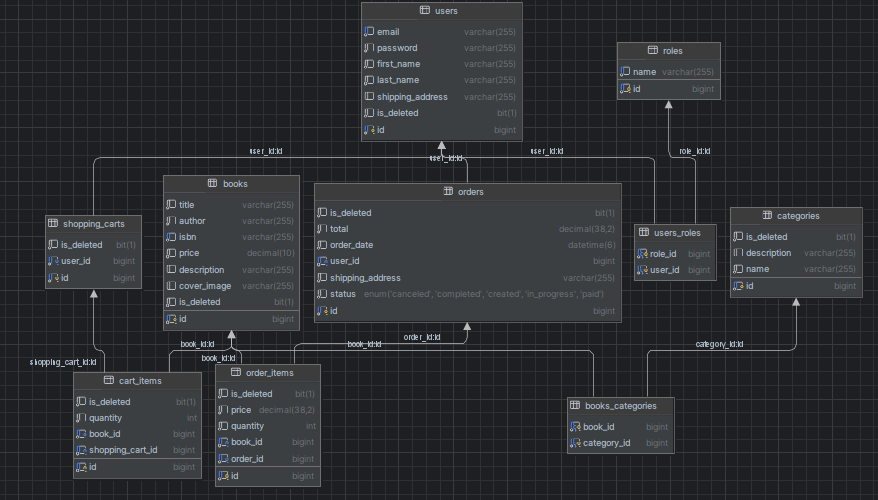 users
email varchar(255)
password varchar(255)
first_name varchar(255)
last_name varchar(255)
shipping_address varchar(255)
is_deleted bit(1)
id bigint
roles
name varchar(255)
id bigint
user_id:id
user_id:id
user_id:id
role_id:id
books
title varchar(255)
author varchar(255)
isbn varchar(255)
price decimal(10)
description varchar(255)
cover_image varchar(255)
is_deleted bit(1)
id bigint
orders
is_deleted bit(1)
total decimal(38,2)
order_date datetime(6)
user_id bigint
shipping_address varchar(255)
status enum('canceled','completed','created','in_progress','paid')
id bigint
shopping_carts
is_deleted bit(1)
user_id bigint
id bigint
users_roles
role_id bigint
user_id bigint
categories
is_deleted bit(1)
description varchar(255)
name varchar(255)
id bigint
shopping_cart_id:id
book_id:id
book_id:id
book_id:id
order_id:id
category_id:id
cart_items
is_deleted bit(1)
quantity int
book_id bigint
shopping_cart_id bigint
id bigint
order_items
is_deleted bit(1)
price decimal(38,2)
quantity int
book_id bigint
order_id bigint
id bigint
books_categories
book_id bigint
category_id bigint